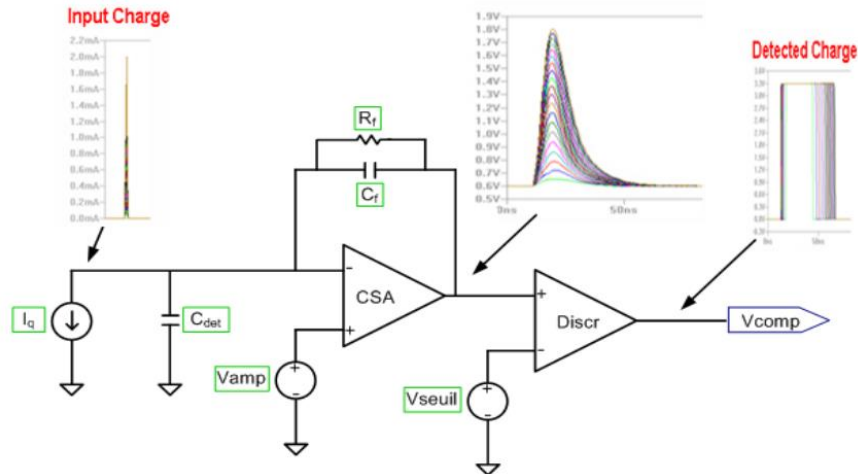 Input Charge
2.2mA
2.0mA
1.8mA
1.6mA
1.4mA
1.2mA
1.0mA
0.8mA
0.6mA
0.4mA
0.2mA
0.0mA
1.9V
1.8V
1.7V
1.6V
1.5V
1.4V
1.3V
1.2V
1.1V
1.0V
0.9V
0.8V
0.7V
0.6V
0.5V
50ns
Detected Charge
0ns
50ns
Rf
Cf
-
CSA
+
Iq
Cdet
Vamp
+
-
+
Discr
-
Vcomp
Vseuil
+
-